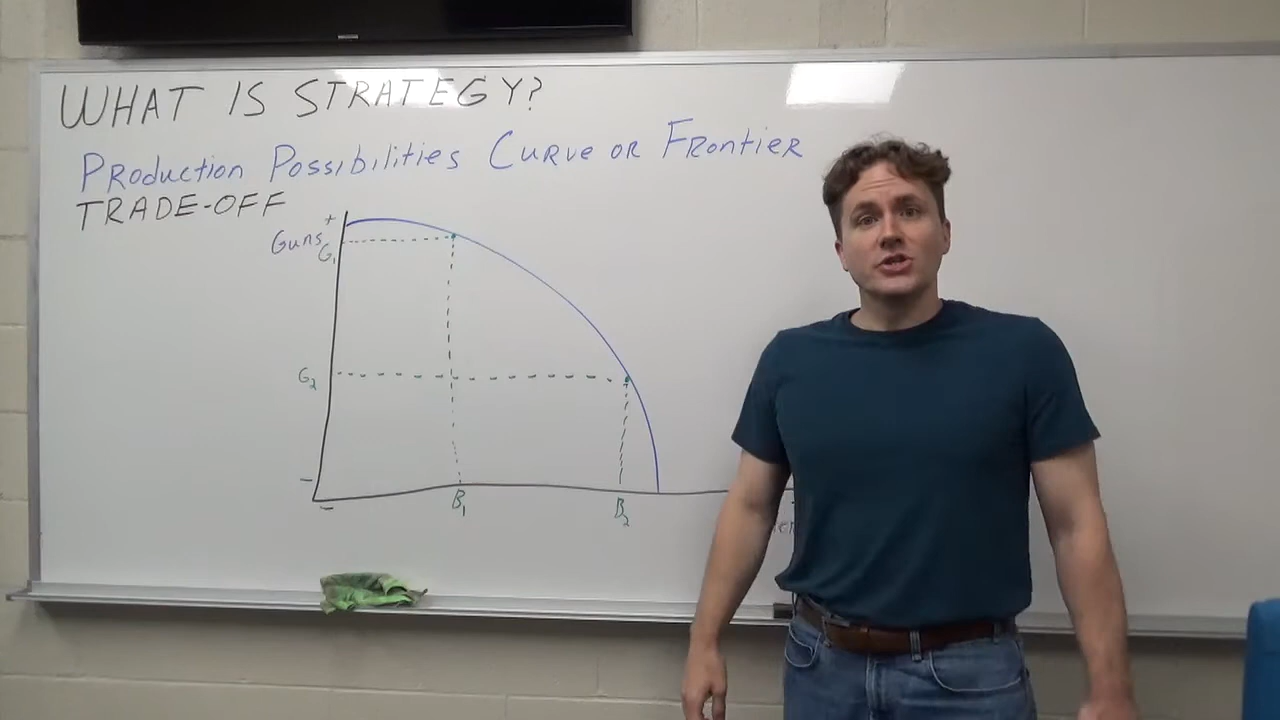 WHAT IS STRATEGY?
PRODUCTION POSSIBILITIES CURVE OR FRONTIER
TRADE-OFF
+
Guns
G1
G2
-
-
B1
B2